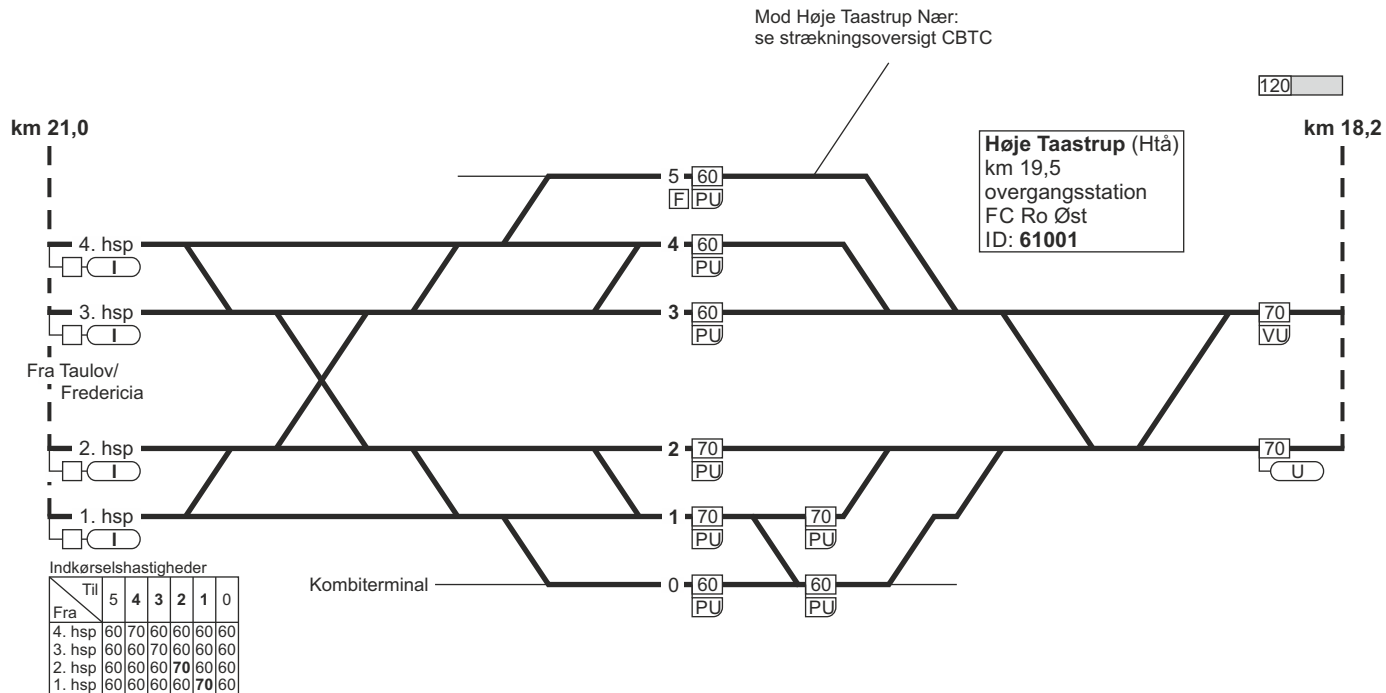 Mod Høje Taastrup Nær:
se strækningsoversigt CBTC
120
km 21,0
km 18,2
Høje Taastrup (Htå)
km 19,5
overgangsstation
FC Ro Øst
ID: 61001
5 60
F PU
4. hsp
I
4 60
PU
3. hsp
I
3 60
PU
70
VU
Fra Taulov/
Fredericia
2. hsp
I
2 70
PU
70
U
1. hsp
I
1 70
PU
70
PU
Kombiterminal
0 60
PU
60
PU
Indkørselshastigheder
Til
Fra
5 4 3 2 1 0
4. hsp 60 70 60 60 60 60
3. hsp 60 60 70 60 60 60
2. hsp 60 60 60 70 60 60
1. hsp 60 60 60 60 70 60